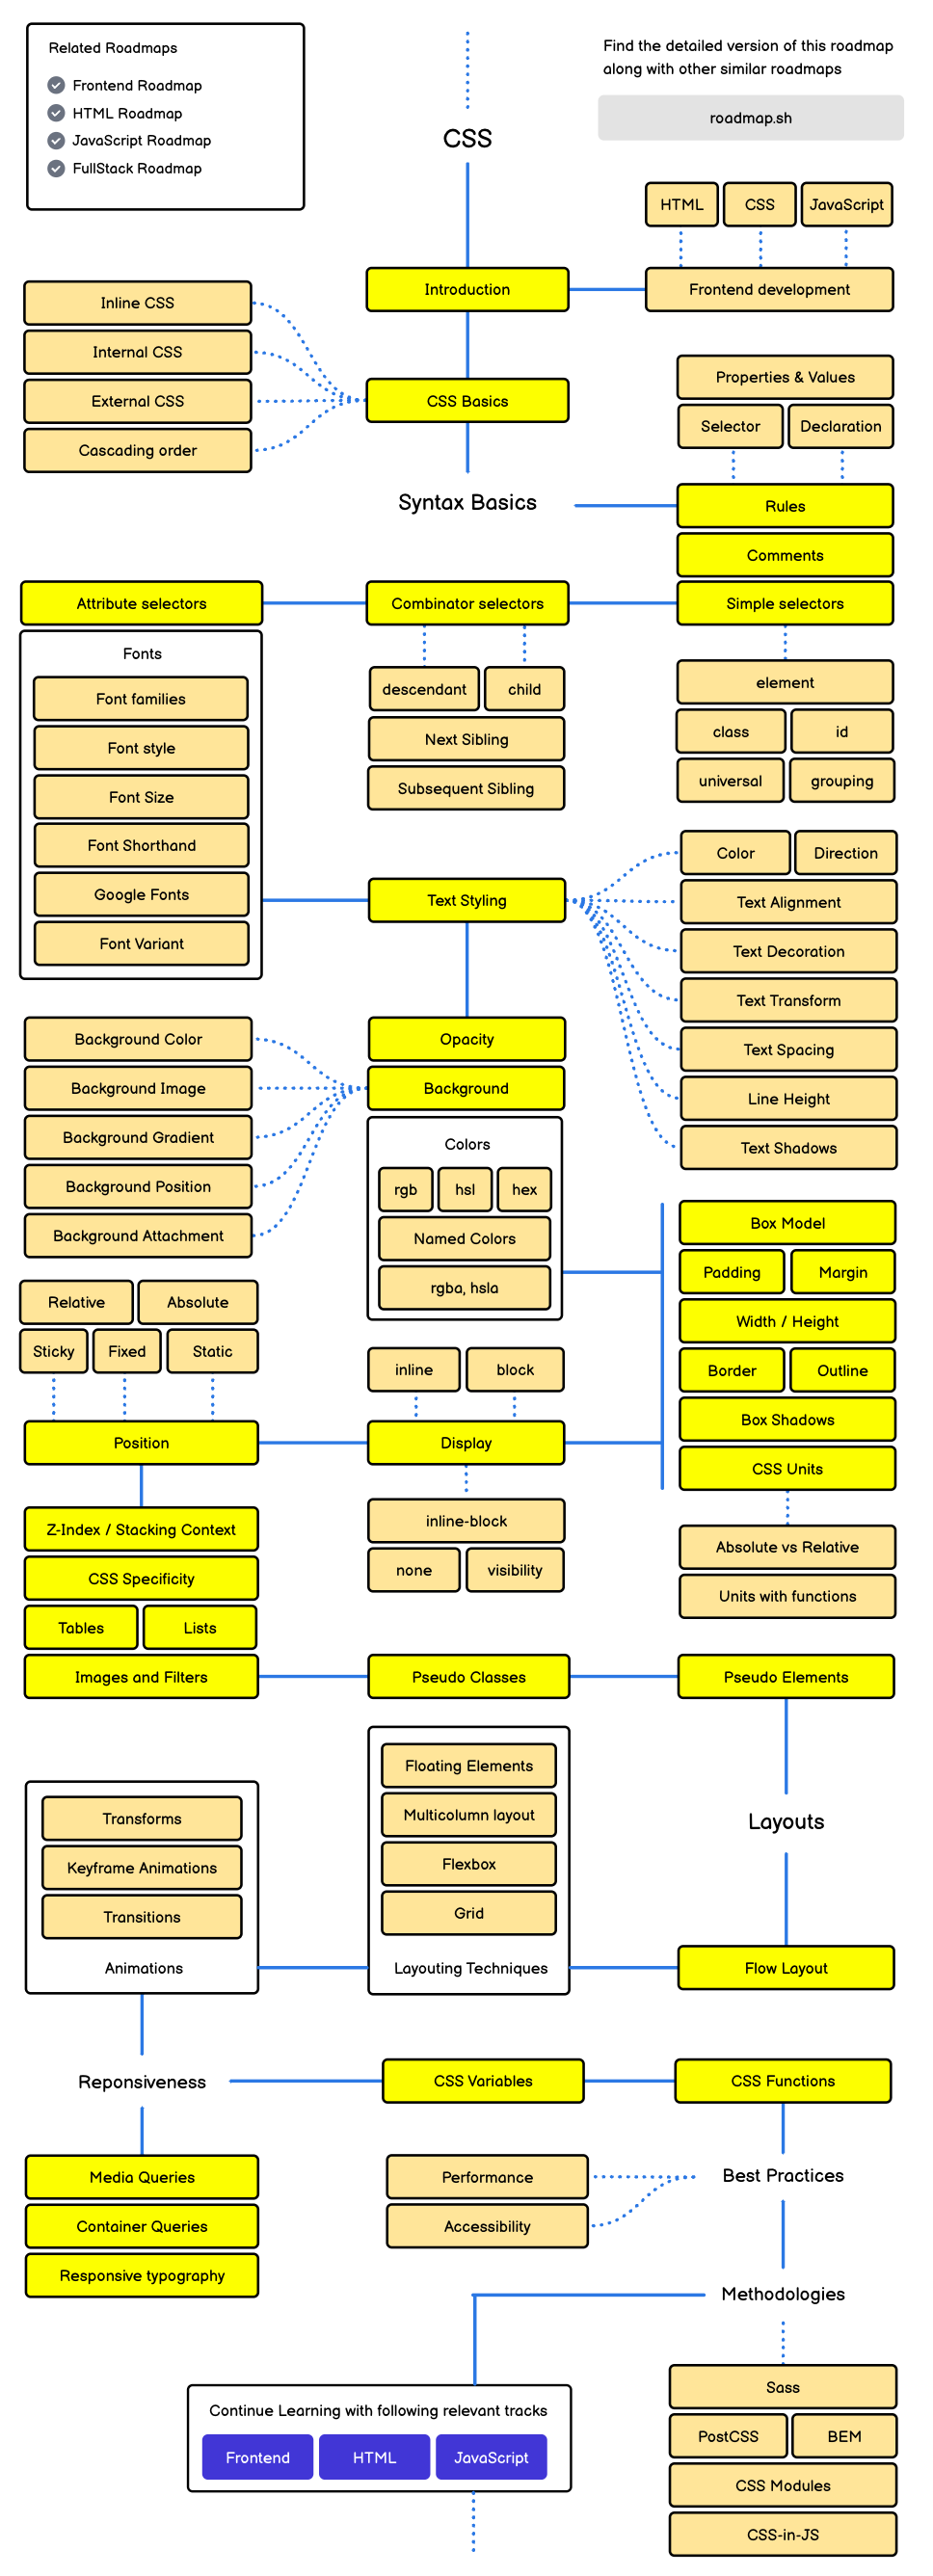 Related Roadmaps
Frontend Roadmap
HTML Roadmap
JavaScript Roadmap
FullStack Roadmap
Find the detailed version of this roadmap
along with other similar roadmaps
roadmap.sh
CSS
HTML
CSS
JavaScript
Introduction
Frontend development
Inline CSS
Internal CSS
External CSS
Cascading order
CSS Basics
Properties & Values
Selector
Declaration
Syntax Basics
Rules
Comments
Attribute selectors
Combinator selectors
Simple selectors
Fonts
Font families
Font style
Font Size
Font Shorthand
Google Fonts
Font Variant
descendant
child
Next Sibling
Subsequent Sibling
element
class
id
universal
grouping
Text Styling
Color
Direction
Text Alignment
Text Decoration
Text Transform
Text Spacing
Line Height
Text Shadows
Opacity
Background
Background Color
Background Image
Background Gradient
Background Position
Background Attachment
Colors
rgb
hsl
hex
Named Colors
rgba, hsla
Box Model
Padding
Margin
Width / Height
Border
Outline
Box Shadows
CSS Units
Absolute vs Relative
Units with functions
Relative
Absolute
Sticky
Fixed
Static
Position
inline
block
Display
inline-block
none
visibility
Z-Index / Stacking Context
CSS Specificity
Tables
Lists
Images and Filters
Pseudo Classes
Pseudo Elements
Layouts
Flow Layout
Floating Elements
Multicolumn layout
Flexbox
Grid
Layouting Techniques
Transforms
Keyframe Animations
Transitions
Animations
Reponsiveness
CSS Variables
CSS Functions
Media Queries
Container Queries
Responsive typography
Performance
Accessibility
Best Practices
Methodologies
Sass
PostCSS
BEM
CSS Modules
CSS-in-JS
Continue Learning with following relevant tracks
Frontend
HTML
JavaScript